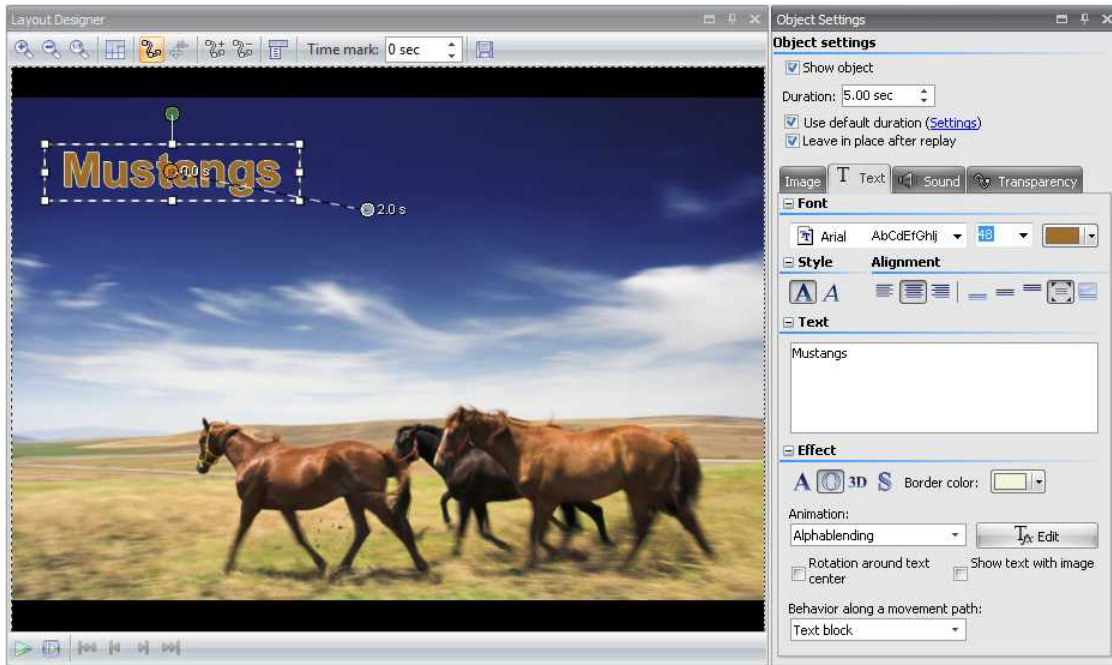 Layout Designer
Time mark: 0 sec
Mustangs
0.0 s
2.0 s
Object Settings
Object settings
Show object
Duration: 5.00 sec
Use default duration (Settings)
Leave in place after replay
Image T Text Sound Transparency
Font
Arial AbCdEfGhIj 48
Style Alignment
A A
Text
Mustangs
Effect
A O 3D S Border color:
Animation:
Alphablending Tfx Edit
Rotation around text center
Show text with image
Behavior along a movement path:
Text block